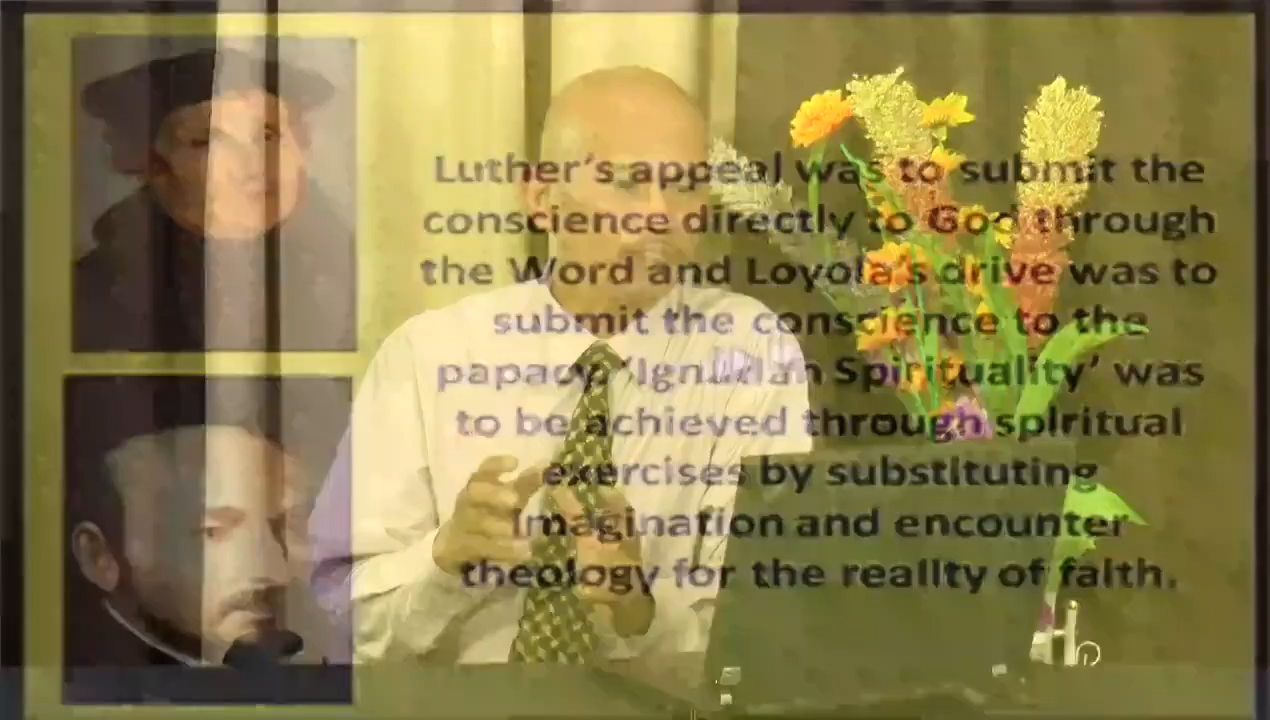 Luther's appeal was to submit the
conscience directly to God through
the Word and Loyola's drive was to
submit the conscience to the
papacy. 'Ignatian Spirituality' was
to be achieved through spiritual
exercises by substituting
imagination and encounter
theology for the reality of faith.